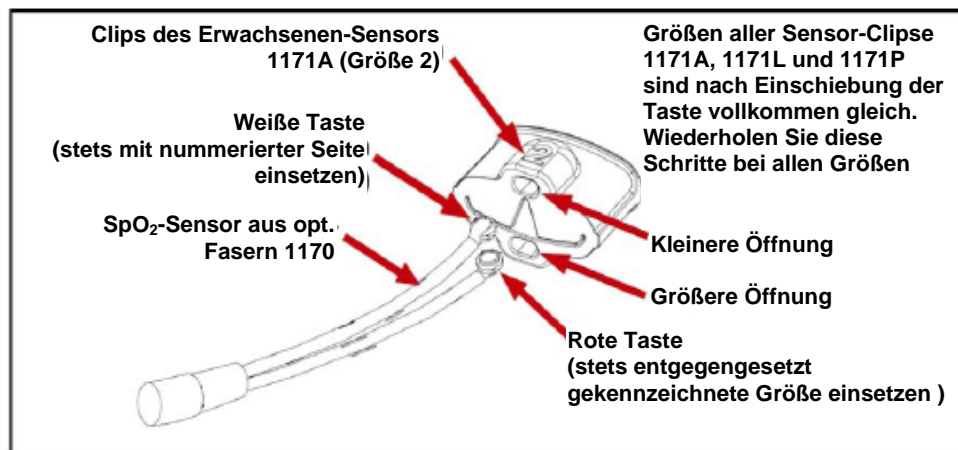 Clips des Erwachsenen-Sensors
1171A (Größe 2)
Weiße Taste
(stets mit nummerierter Seite
einsetzen)
SpO₂-Sensor aus opt.
Fasern 1170
Größen aller Sensor-Clipse
1171A, 1171L und 1171P
sind nach Einschiebung der
Taste vollkommen gleich.
Wiederholen Sie diese
Schritte bei allen Größen
2
Kleinere Öffnung
Größere Öffnung
Rote Taste
(stets entgegengesetzt
gekennzeichnete Größe einsetzen )